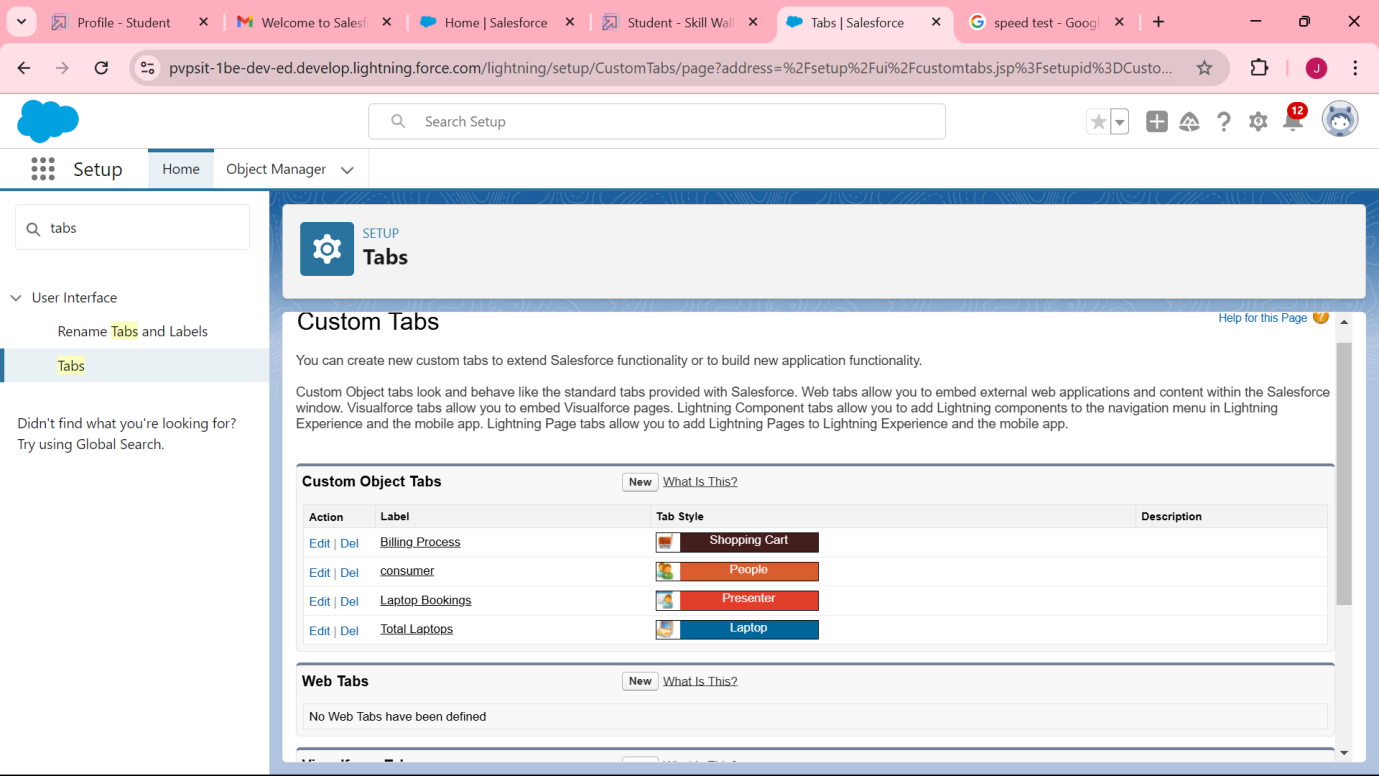 Profile - Student
Welcome to Salesf
Home | Salesforce
Student - Skill Wall
Tabs | Salesforce
speed test - Googl
pvpsit-1be-dev-ed.develop.lightning.force.com/lightning/setup/CustomTabs/page?address=%2Fsetup%2Fui%2Fcustomtabs.jsp%3Fsetupid%3DCusto...
J
Search Setup
12
Setup
Home
Object Manager
tabs
User Interface
Rename Tabs and Labels
Tabs
Didn't find what you're looking for?
Try using Global Search.
SETUP
Tabs
Custom Tabs
Help for this Page ?
You can create new custom tabs to extend Salesforce functionality or to build new application functionality.
Custom Object tabs look and behave like the standard tabs provided with Salesforce. Web tabs allow you to embed external web applications and content within the Salesforce
window. Visualforce tabs allow you to embed Visualforce pages. Lightning Component tabs allow you to add Lightning components to the navigation menu in Lightning
Experience and the mobile app. Lightning Page tabs allow you to add Lightning Pages to Lightning Experience and the mobile app.
Custom Object Tabs New What Is This?
Action Label Tab Style Description
Edit | Del Billing Process Shopping Cart
Edit | Del consumer People
Edit | Del Laptop Bookings Presenter
Edit | Del Total Laptops Laptop
Web Tabs New What Is This?
No Web Tabs have been defined